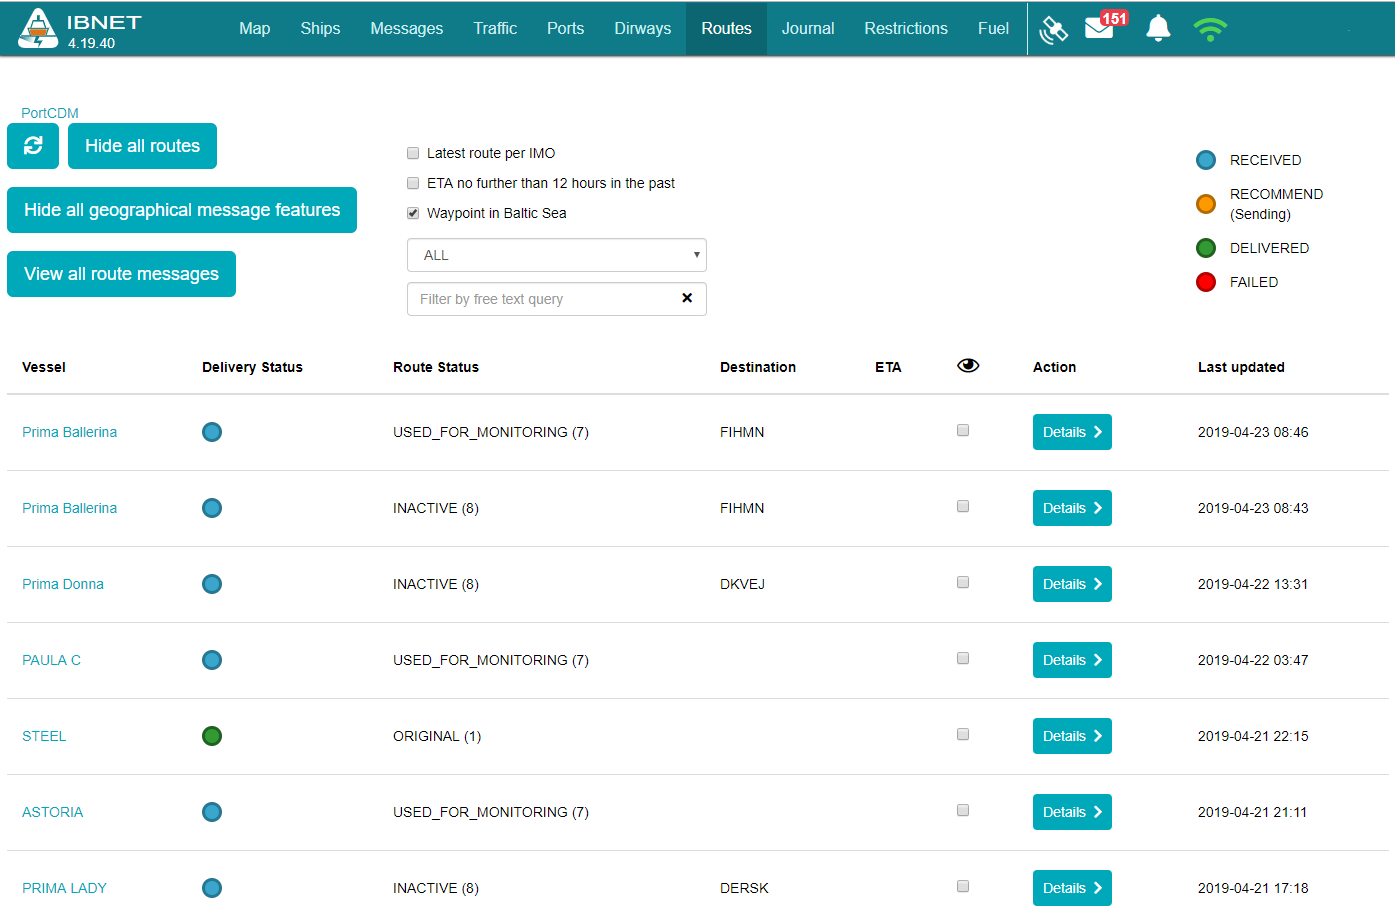 IBNET
4.19.40
Map Ships Messages Traffic Ports Dirways Routes Journal Restrictions Fuel 151
PortCDM
Hide all routes
Hide all geographical message features
View all route messages
Latest route per IMO
ETA no further than 12 hours in the past
Waypoint in Baltic Sea
ALL
Filter by free text query
RECEIVED
RECOMMEND
(Sending)
DELIVERED
FAILED
Vessel Delivery Status Route Status Destination ETA Action Last updated
Prima Ballerina USED_FOR_MONITORING (7) FIHMN Details 2019-04-23 08:46
Prima Ballerina INACTIVE (8) FIHMN Details 2019-04-23 08:43
Prima Donna INACTIVE (8) DKVEJ Details 2019-04-22 13:31
PAULA C USED_FOR_MONITORING (7) Details 2019-04-22 03:47
STEEL ORIGINAL (1) Details 2019-04-21 22:15
ASTORIA USED_FOR_MONITORING (7) Details 2019-04-21 21:11
PRIMA LADY INACTIVE (8) DERSK Details 2019-04-21 17:18